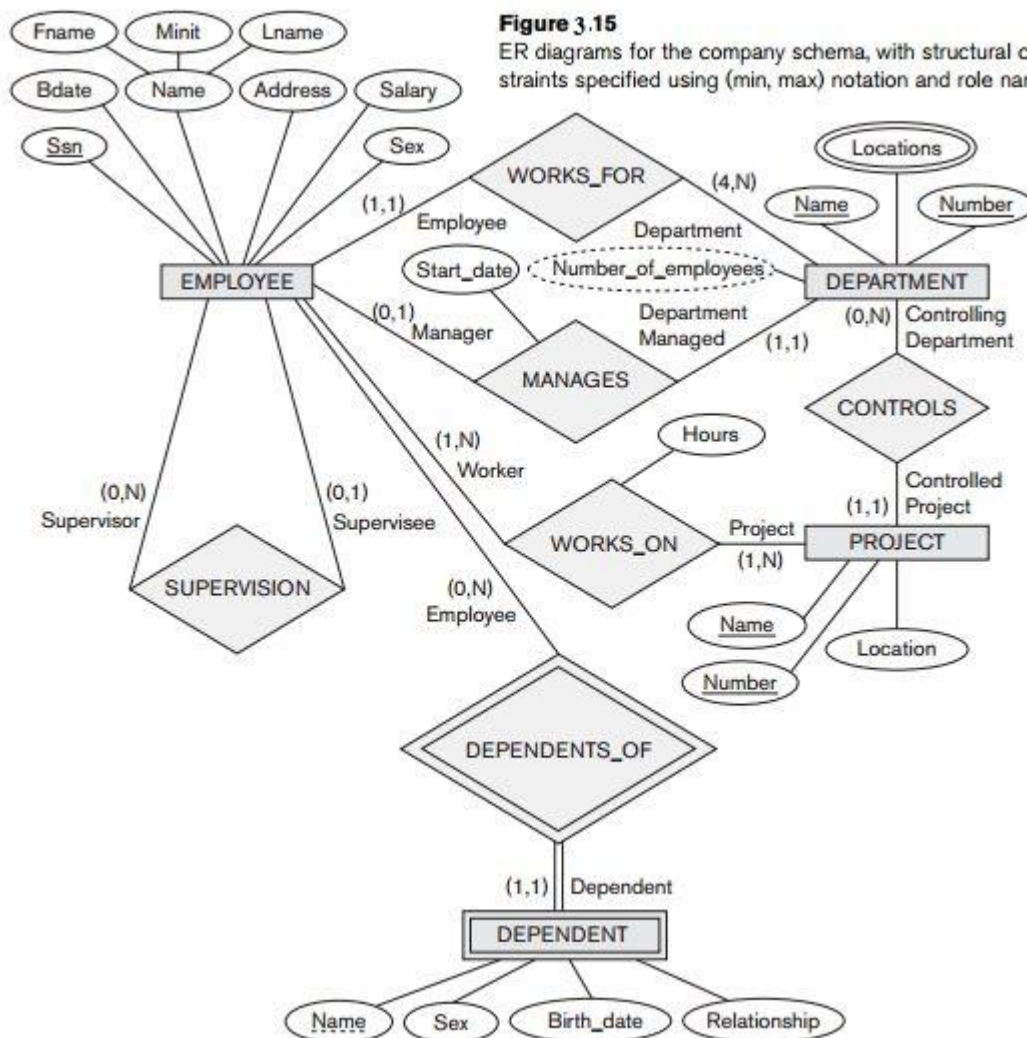 Figure 3.15
ER diagrams for the company schema, with structural
straints specified using (min, max) notation and role
Fname Minit Lname
Bdate Name Address Salary
Ssn Sex
WORKS_FOR
Locations
(1,1) (4,N)
Name Number
Employee Department
EMPLOYEE Start_date Number_of_employees DEPARTMENT
(0,1) Manager
Department
Managed
(1,1)
(0,N) Controlling
Department
MANAGES
CONTROLS
Hours
(1,N)
Worker
(0,N)
Supervisor
(0,1)
Supervisee
Controlled
Project
(1,1)
WORKS_ON Project
(1,N)
PROJECT
SUPERVISION
(0,N)
Employee
Name
Location
Number
DEPENDENTS_OF
(1,1) Dependent
DEPENDENT
Name Sex Birth_date Relationship